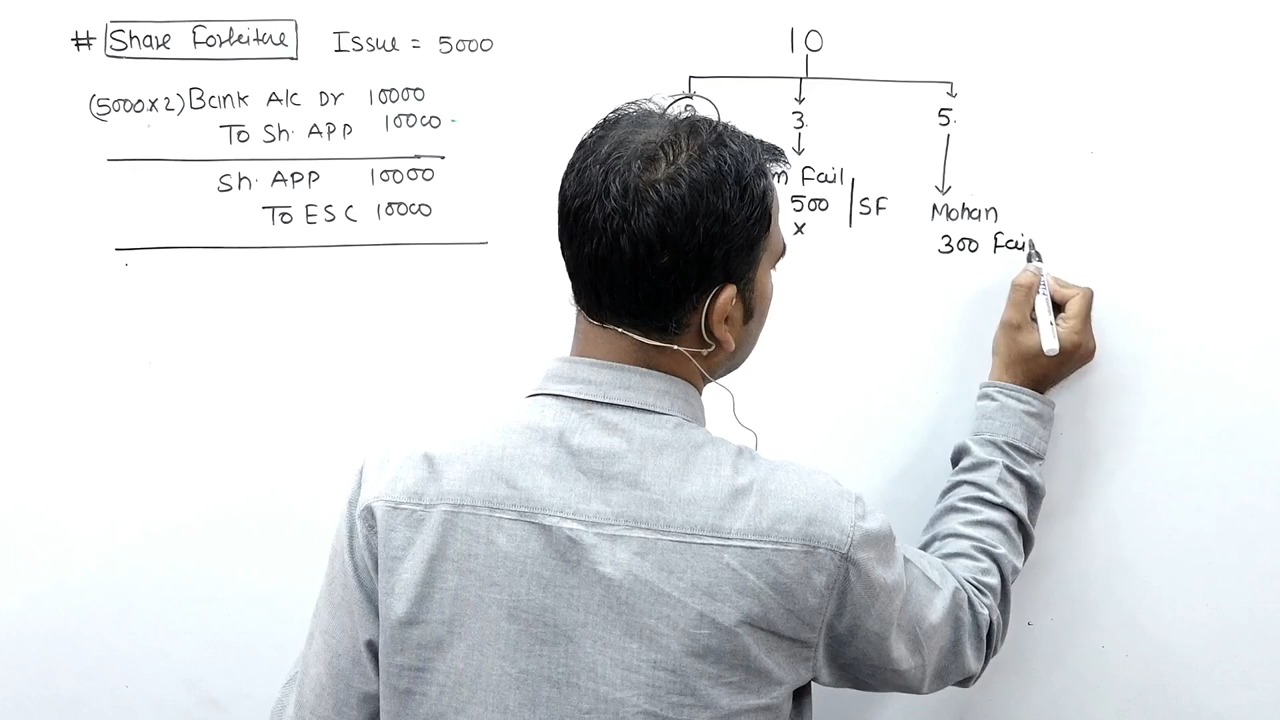 # Share Forfeiture Issue = 5000
(5000x2) Bank A/c Dr 10000
To Sh. APP 10000
Sh. APP 10000
To ESC 10000
10
3. 5.
Fail
500 | SF
x
Mohan
300 Fai